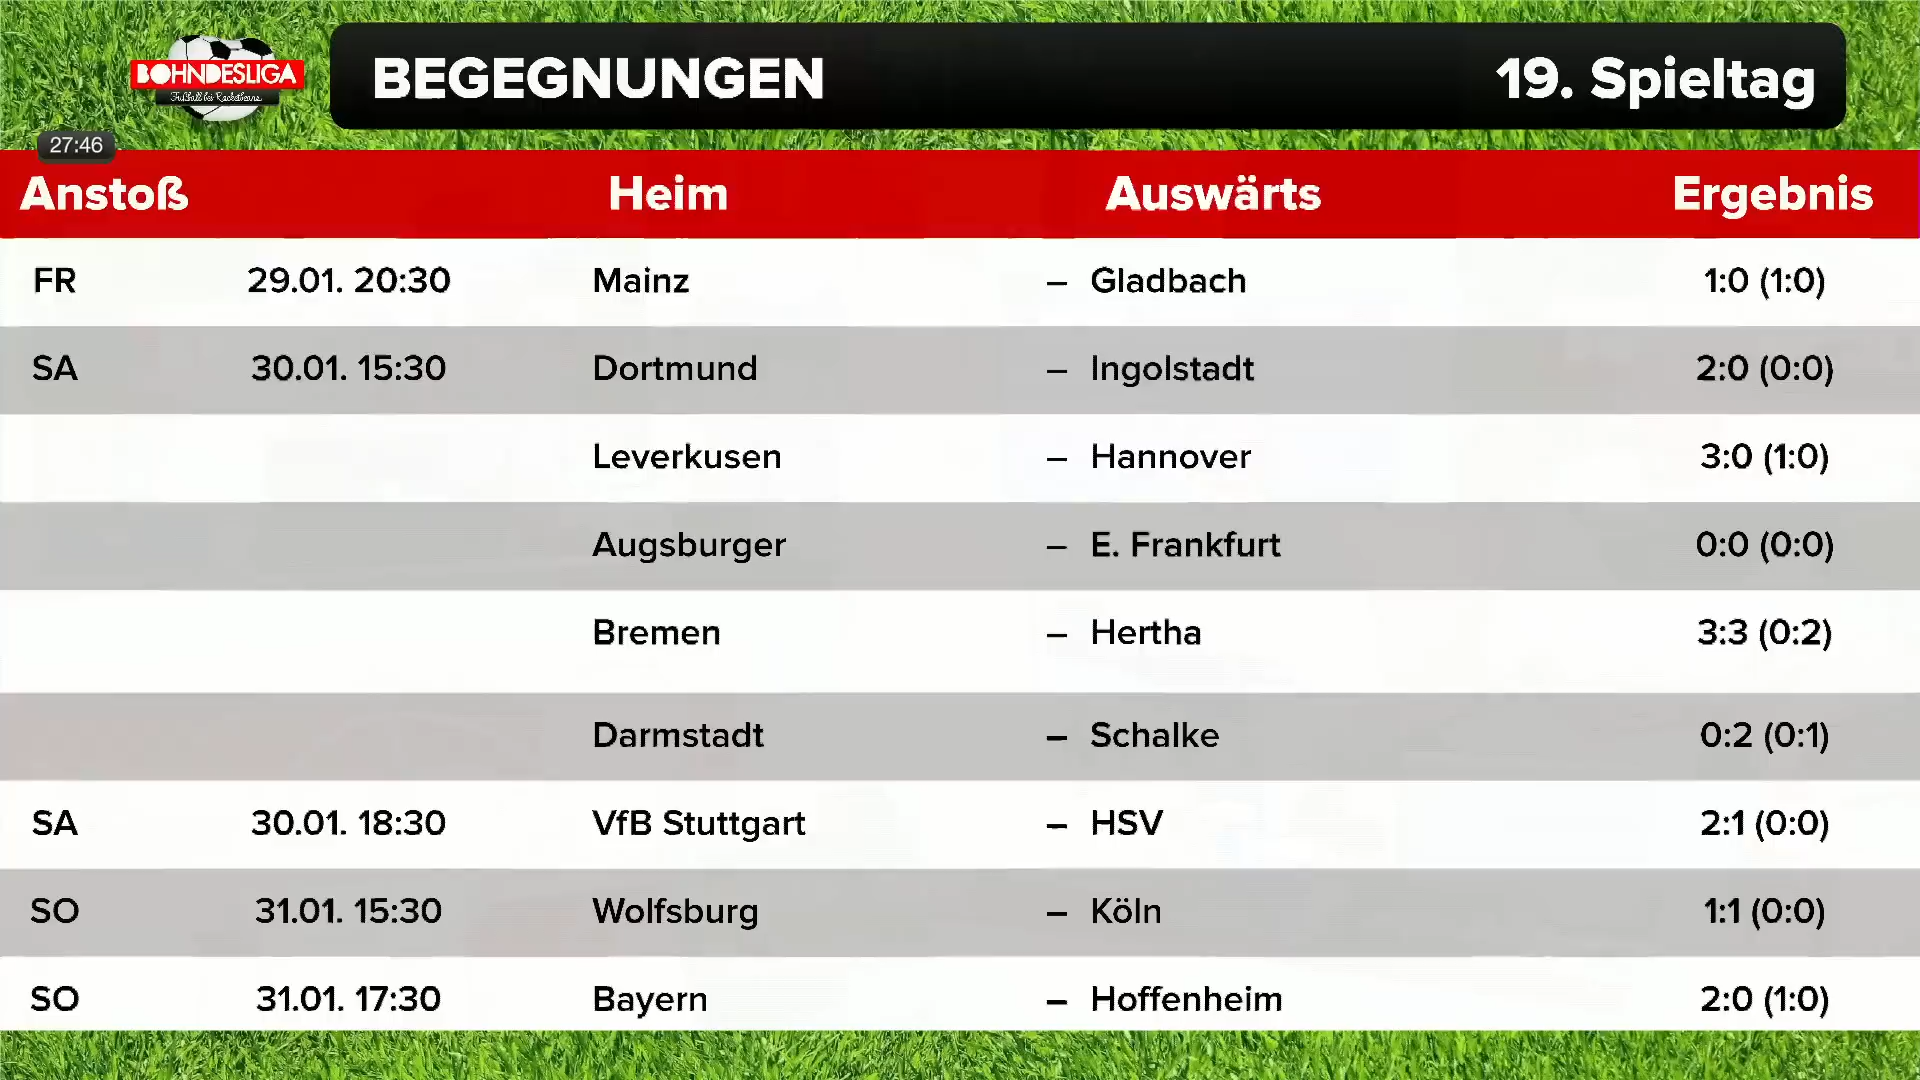 BOHNDESLIGA
Fußball bei Rocketbeans
BEGEGNUNGEN 19. Spieltag
27:46
Anstoß Heim Auswärts Ergebnis
FR 29.01. 20:30 Mainz – Gladbach 1:0 (1:0)
SA 30.01. 15:30 Dortmund – Ingolstadt 2:0 (0:0)
Leverkusen – Hannover 3:0 (1:0)
Augsburger – E. Frankfurt 0:0 (0:0)
Bremen – Hertha 3:3 (0:2)
Darmstadt – Schalke 0:2 (0:1)
SA 30.01. 18:30 VfB Stuttgart – HSV 2:1 (0:0)
SO 31.01. 15:30 Wolfsburg – Köln 1:1 (0:0)
SO 31.01. 17:30 Bayern – Hoffenheim 2:0 (1:0)